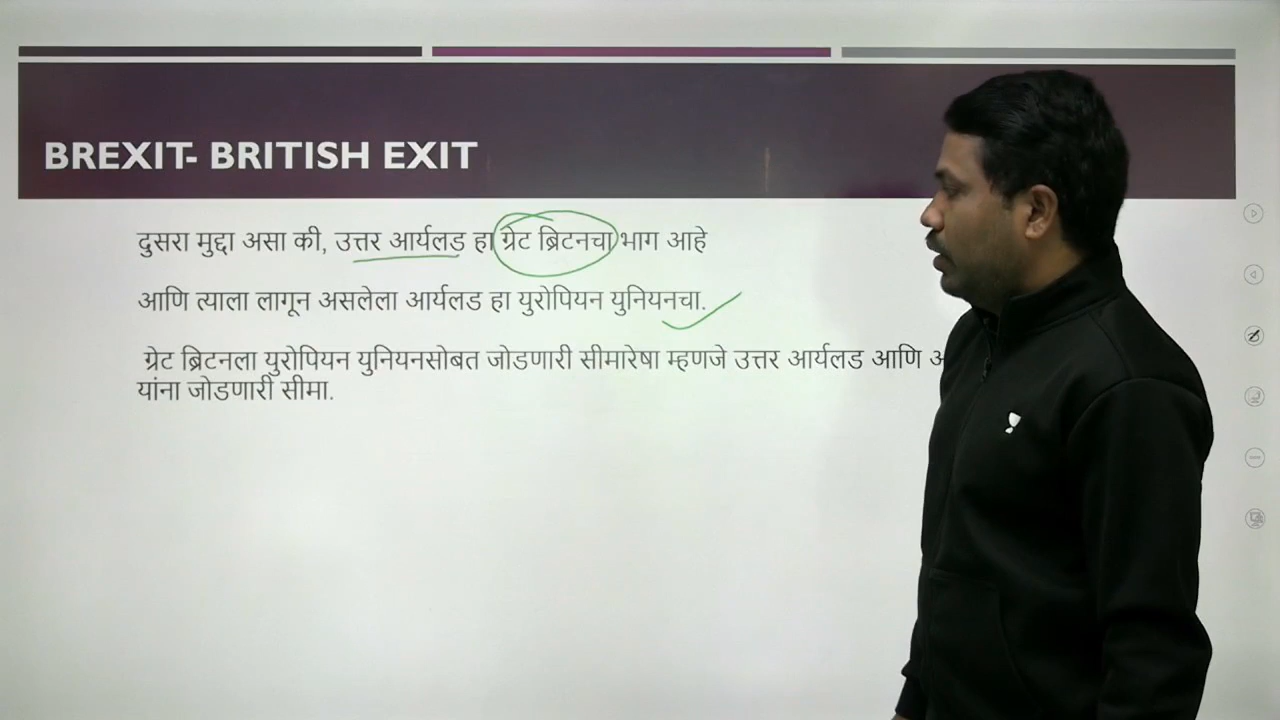 BREXIT- BRITISH EXIT
दुसरा मुद्दा असा की, उत्तर आर्यलड हा ग्रेट ब्रिटनचा भाग आहे
आणि त्याला लागून असलेला आर्यलड हा युरोपियन युनियनचा.
ग्रेट ब्रिटनला युरोपियन युनियनसोबत जोडणारी सीमारेषा म्हणजे उत्तर आर्यलड आणि
यांना जोडणारी सीमा.